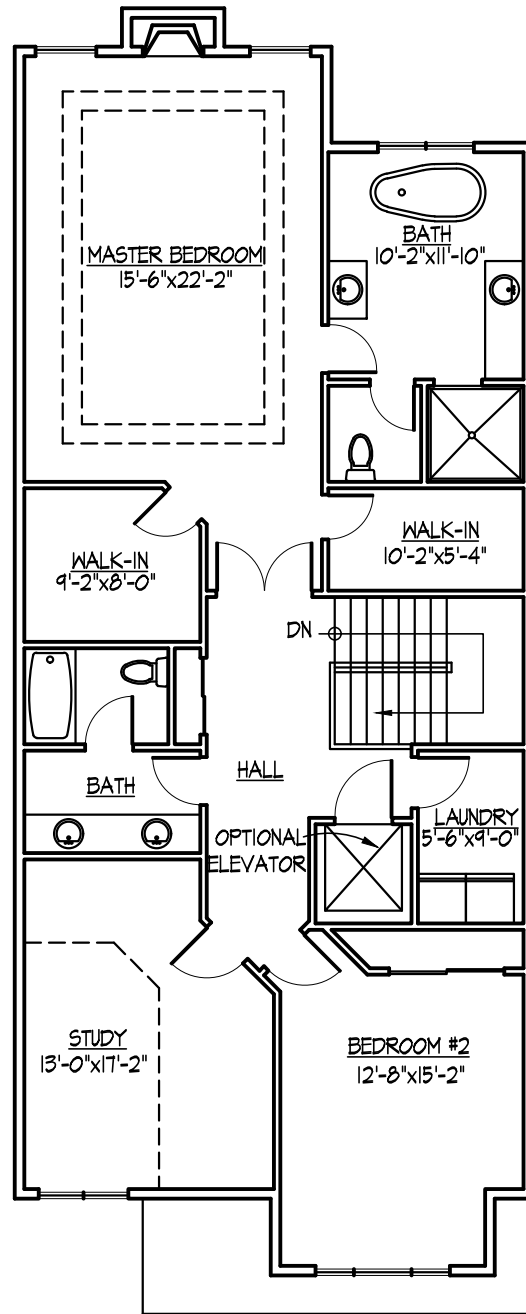 MASTER BEDROOM
15'-6"x22'-2"
BATH
10'-2"x11'-10"
WALK-IN
9'-2"x8'-0"
WALK-IN
10'-2"x5'-4"
DN
HALL
BATH
OPTIONAL
ELEVATOR
LAUNDRY
5'-6"x9'-0"
STUDY
13'-0"x17'-2"
BEDROOM #2
12'-8"x15'-2"